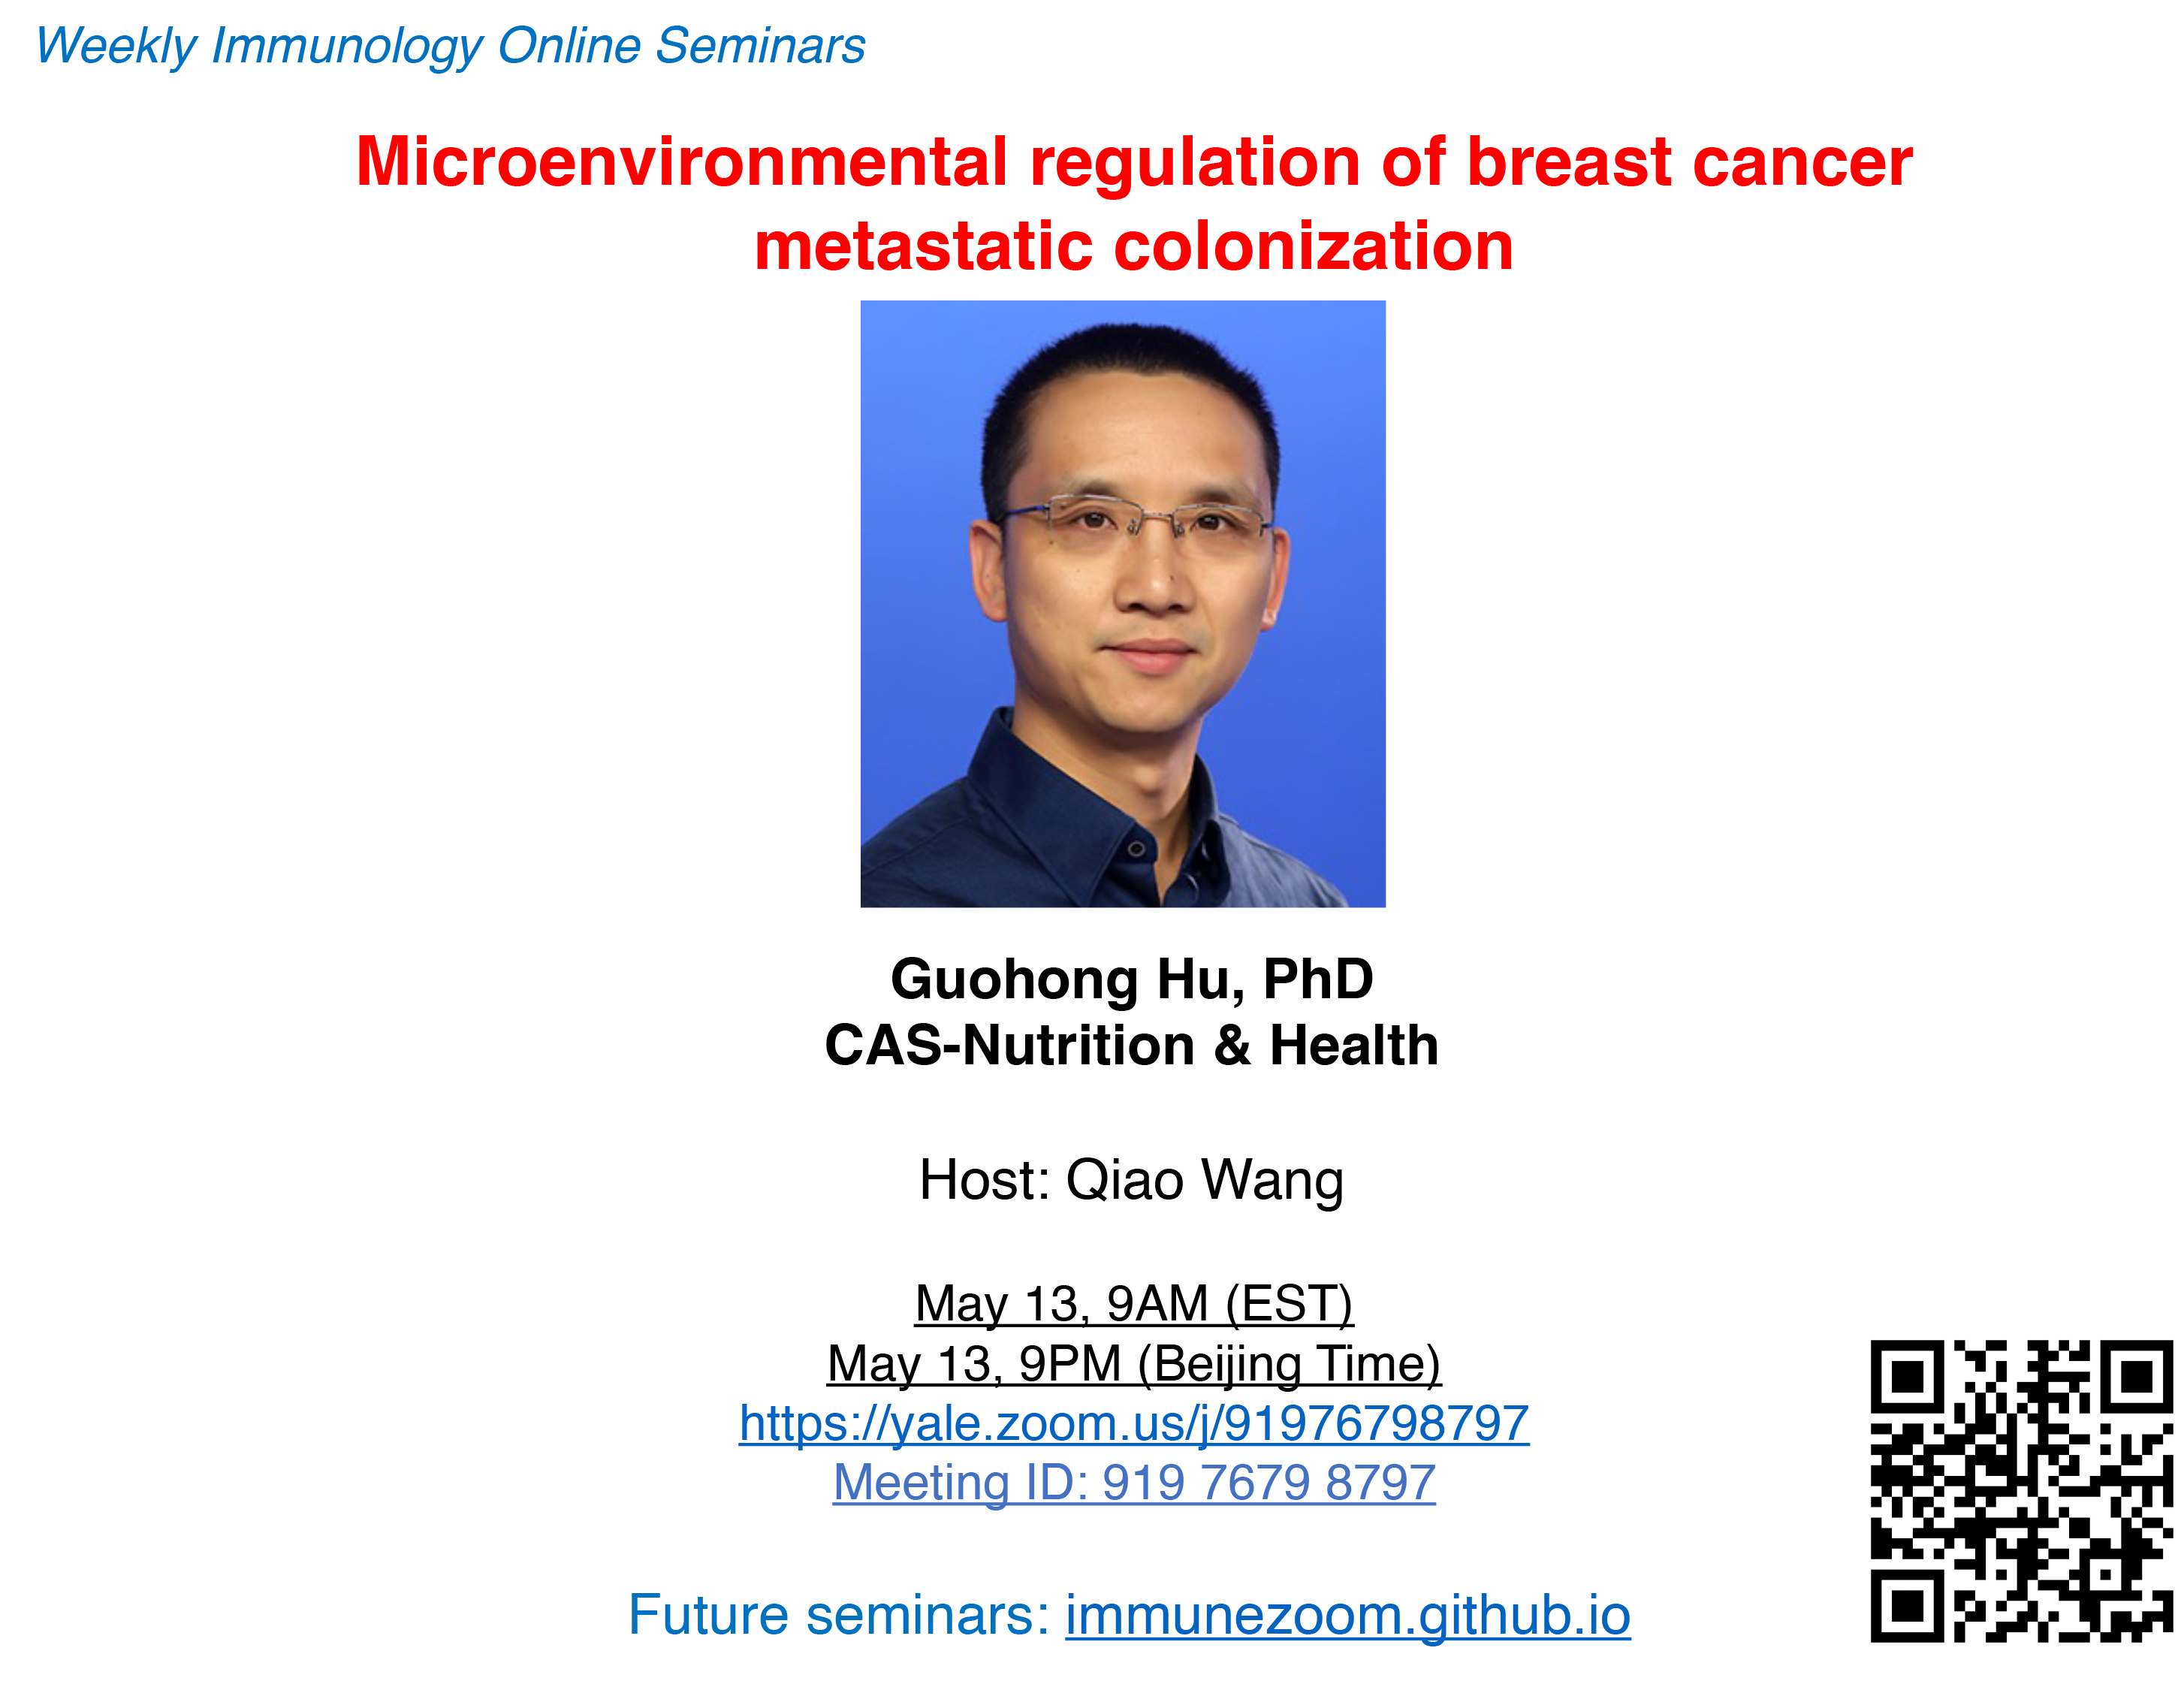 Weekly Immunology Online Seminars
Microenvironmental regulation of breast cancer
metastatic colonization
Guohong Hu, PhD
CAS-Nutrition & Health
Host: Qiao Wang
May 13, 9AM (EST)
May 13, 9PM (Beijing Time)
https://yale.zoom.us/j/91976798797
Meeting ID: 919 7679 8797
Future seminars: immunezoom.github.io